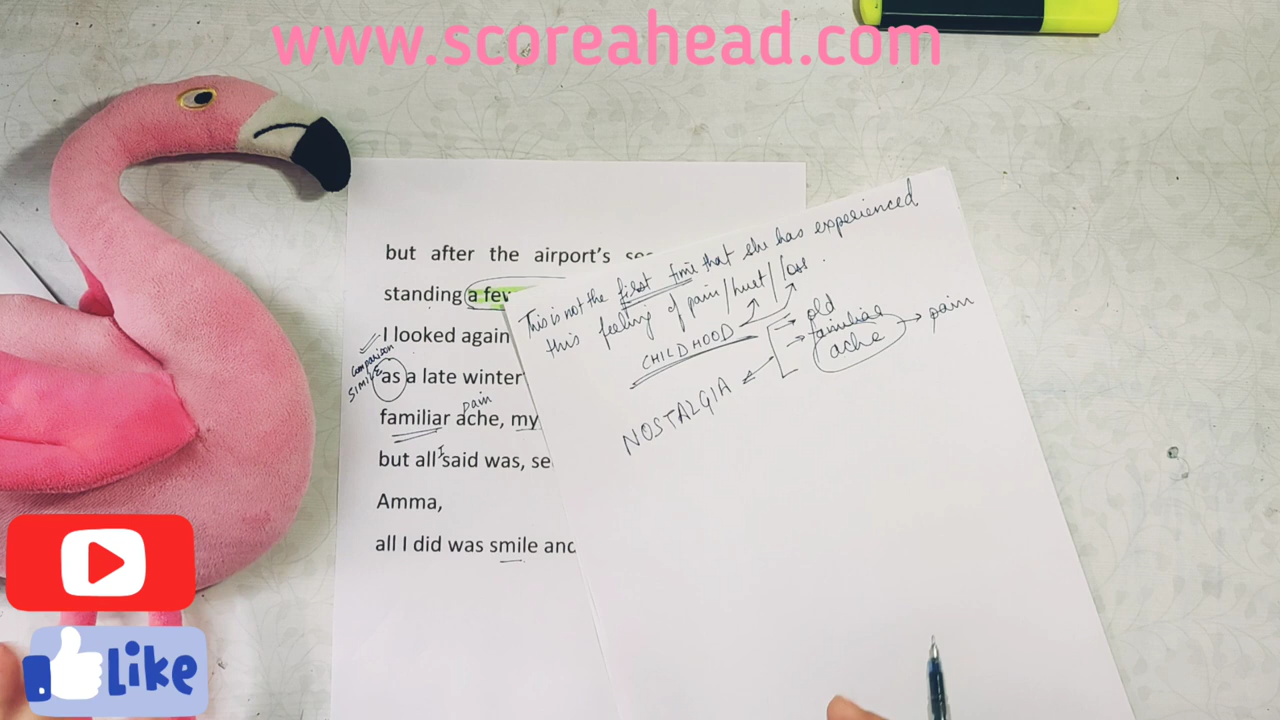 www.scoreahead.com
but after the airport's
standing a few
I looked again
Comparison
SIMILE
as a late winter
pain
familiar ache, my
but all I said was, se
Amma,
all I did was smile and
This is not the first time that she has experienced
this feeling of pain/hurt/loss.
CHILDHOOD
old
familiar
ache → pain
NOSTALGIA
Like